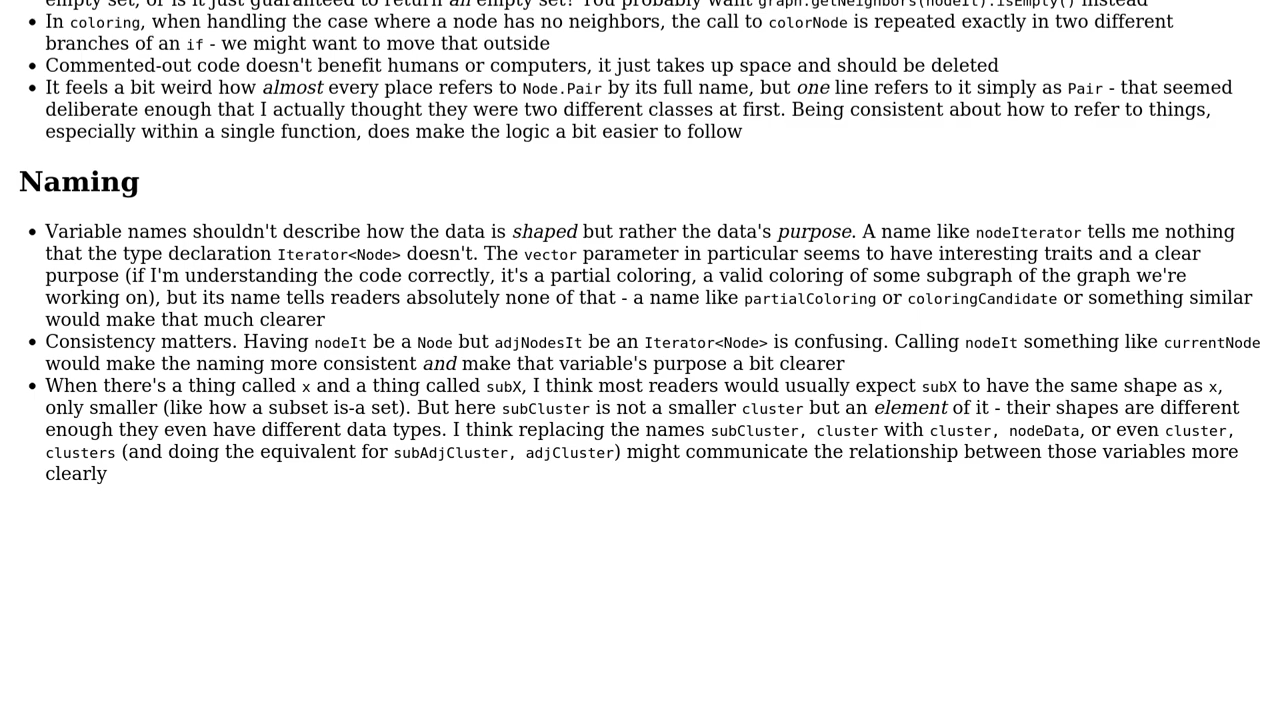 empty set, or is it just guaranteed to return an empty set? You probably want graph.getNeighbors(nodeIt).isEmpty() instead
In coloring, when handling the case where a node has no neighbors, the call to colorNode is repeated exactly in two different
branches of an if - we might want to move that outside
Commented-out code doesn't benefit humans or computers, it just takes up space and should be deleted
It feels a bit weird how almost every place refers to Node.Pair by its full name, but one line refers to it simply as Pair - that seemed
deliberate enough that I actually thought they were two different classes at first. Being consistent about how to refer to things,
especially within a single function, does make the logic a bit easier to follow
Naming
Variable names shouldn't describe how the data is shaped but rather the data's purpose. A name like nodeIterator tells me nothing
that the type declaration Iterator<Node> doesn't. The vector parameter in particular seems to have interesting traits and a clear
purpose (if I'm understanding the code correctly, it's a partial coloring, a valid coloring of some subgraph of the graph we're
working on), but its name tells readers absolutely none of that - a name like partialColoring or coloringCandidate or something similar
would make that much clearer
Consistency matters. Having nodeIt be a Node but adjNodesIt be an Iterator<Node> is confusing. Calling nodeIt something like currentNode
would make the naming more consistent and make that variable's purpose a bit clearer
When there's a thing called x and a thing called subX, I think most readers would usually expect subX to have the same shape as x,
only smaller (like how a subset is-a set). But here subCluster is not a smaller cluster but an element of it - their shapes are different
enough they even have different data types. I think replacing the names subCluster, cluster with cluster, nodeData, or even cluster,
clusters (and doing the equivalent for subAdjCluster, adjCluster) might communicate the relationship between those variables more
clearly